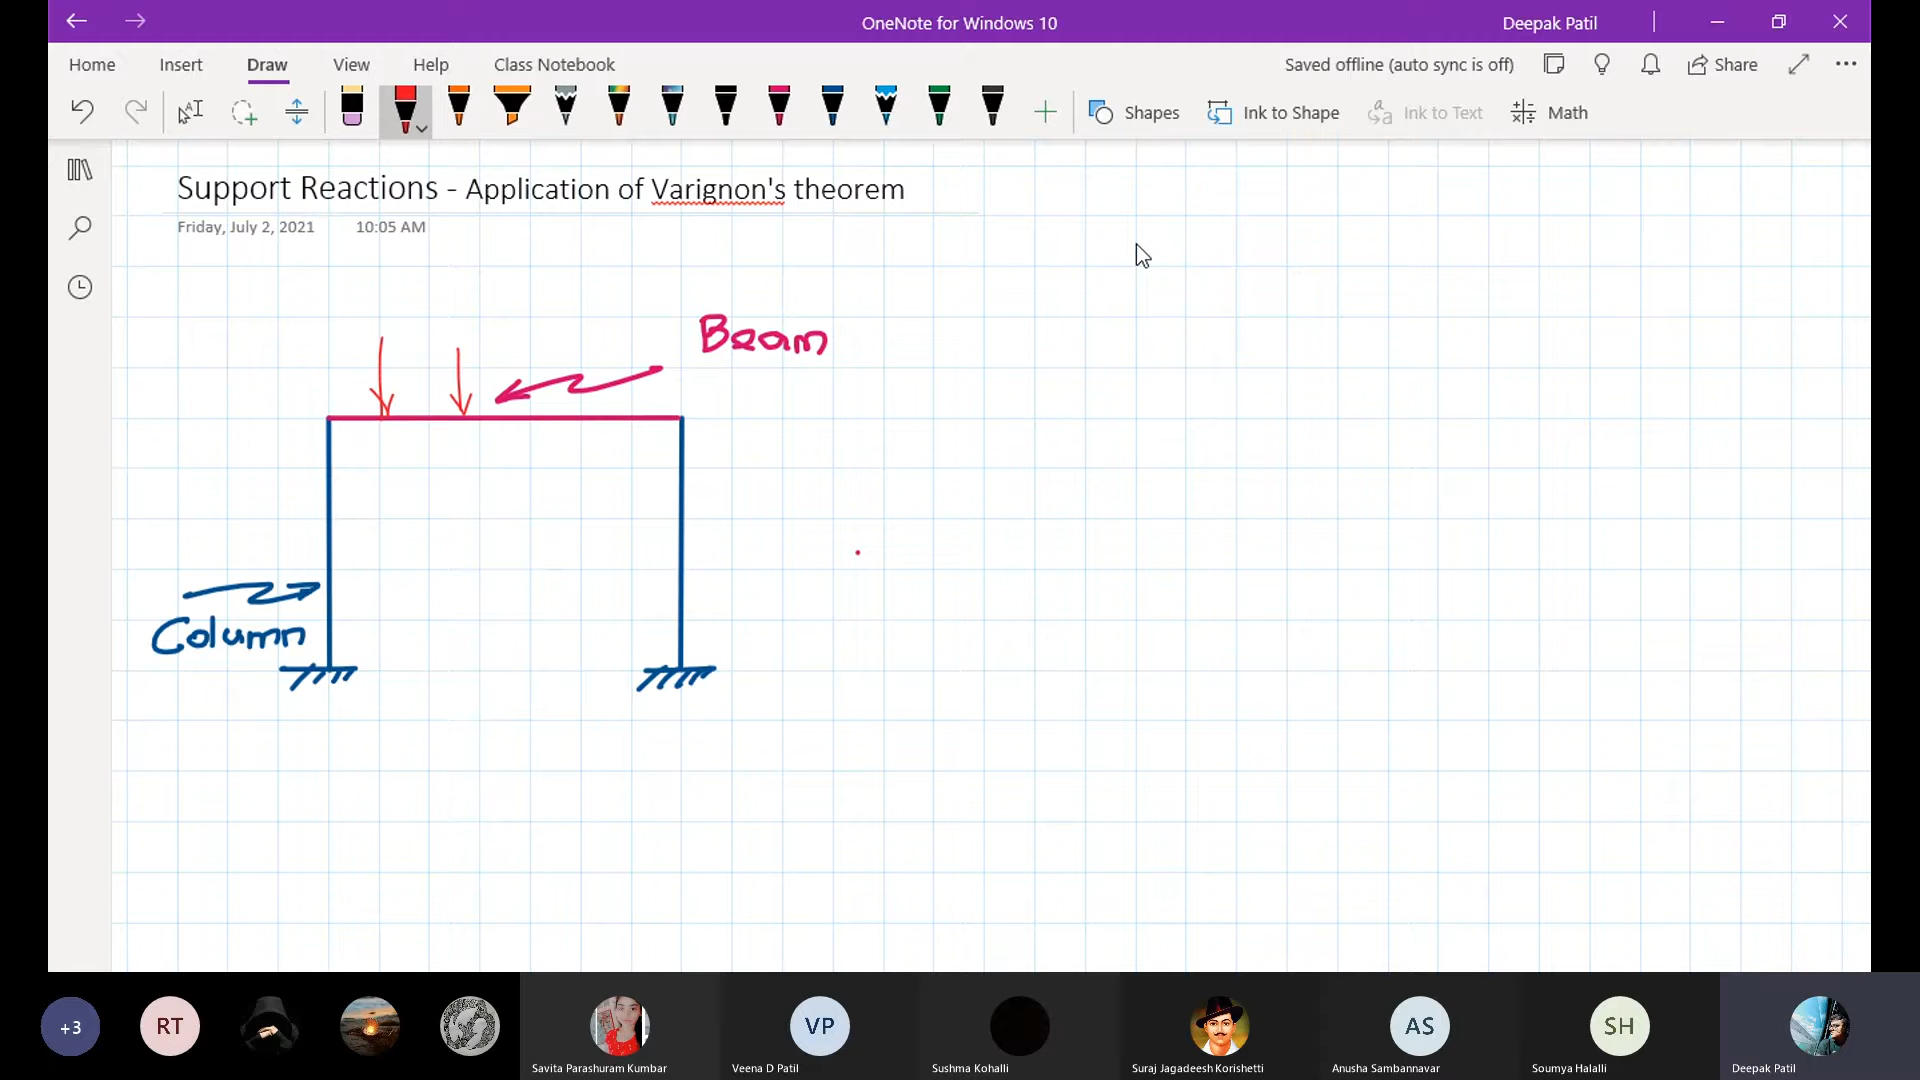 OneNote for Windows 10
Deepak Patil
Home Insert Draw View Help Class Notebook
Saved offline (auto sync is off) Share
Shapes Ink to Shape Ink to Text Math
Support Reactions - Application of Varignon's theorem
Friday, July 2, 2021 10:05 AM
Beam
Column
+3 RT VP AS SH
Savita Parashuram Kumbar Veena D Patil Sushma Kohalli Suraj Jagadeesh Korishetti Anusha Sambannavar Soumya Halalli Deepak Patil